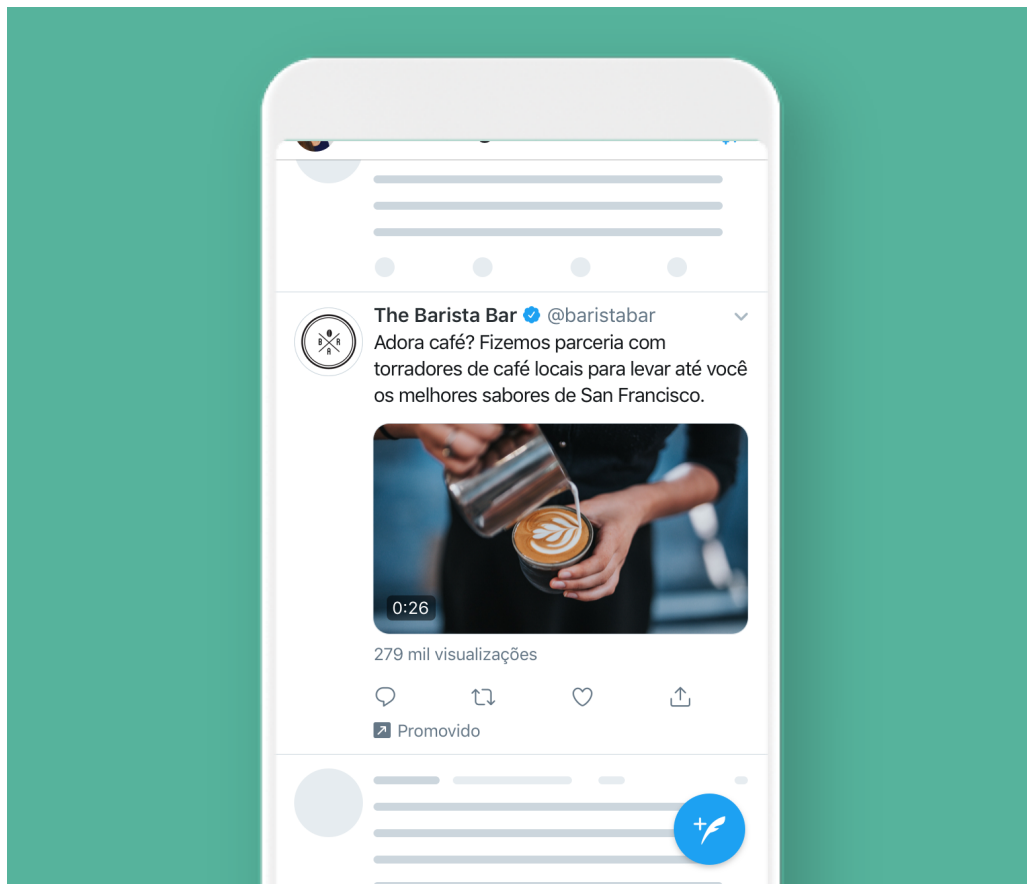 The Barista Bar @baristabar
Adora café? Fizemos parceria com
torradores de café locais para levar até você
os melhores sabores de San Francisco.
B A R R
0:26
279 mil visualizações
Promovido